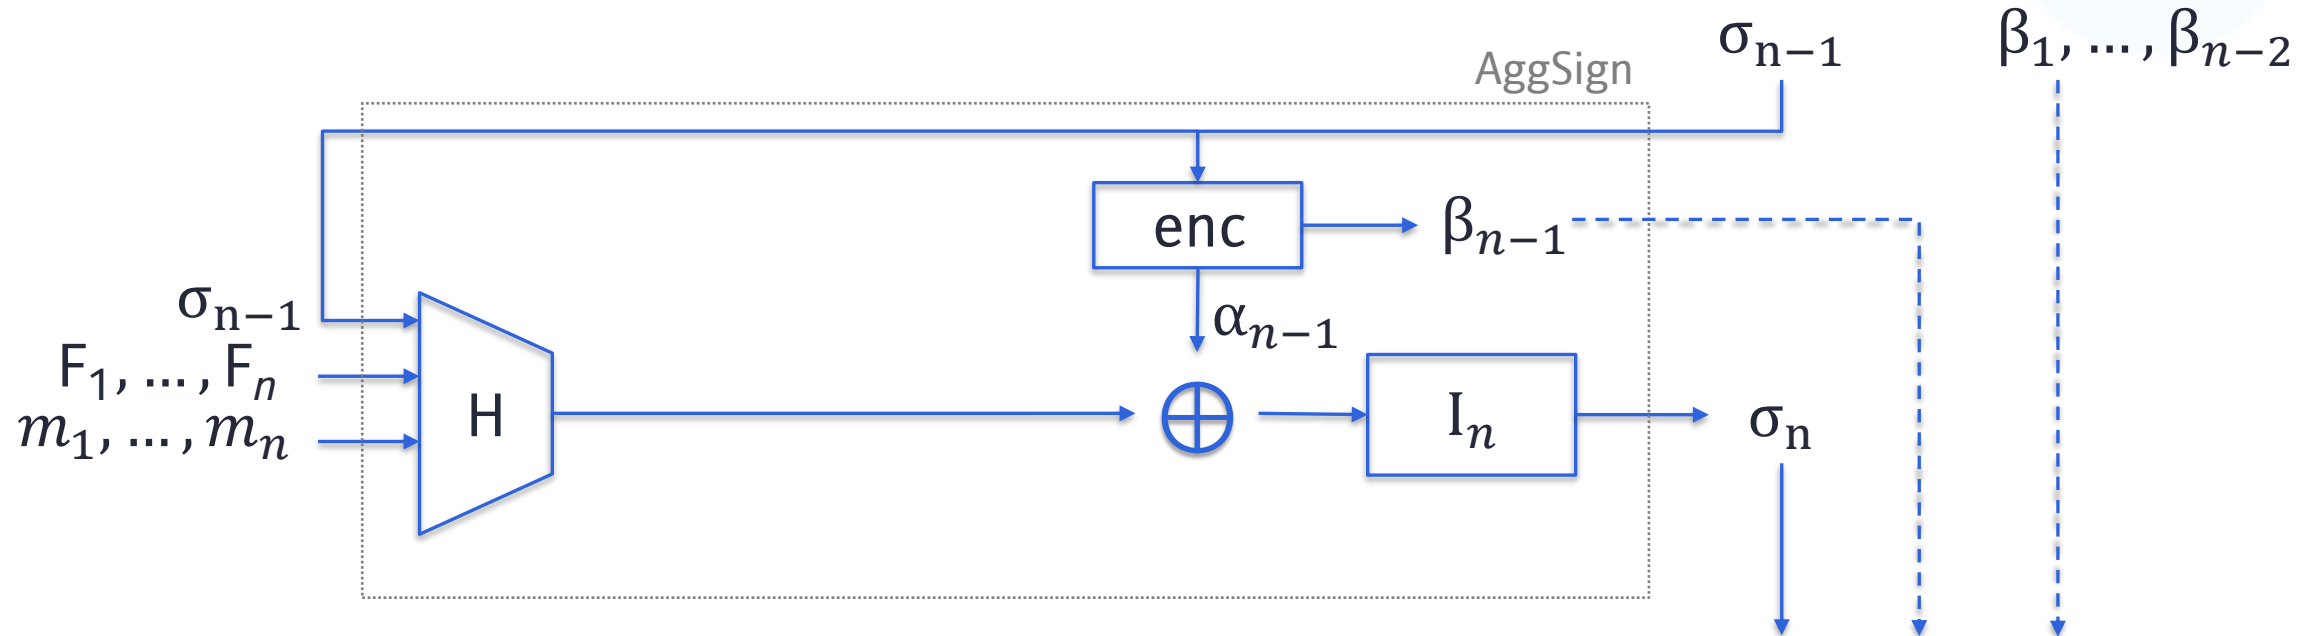 σₙ₋₁
β₁, ... , βₙ₋₂
AggSign
enc
βₙ₋₁
σₙ₋₁
αₙ₋₁
F₁, ... , Fₙ
m₁, ... , mₙ
H
Iₙ
σₙ